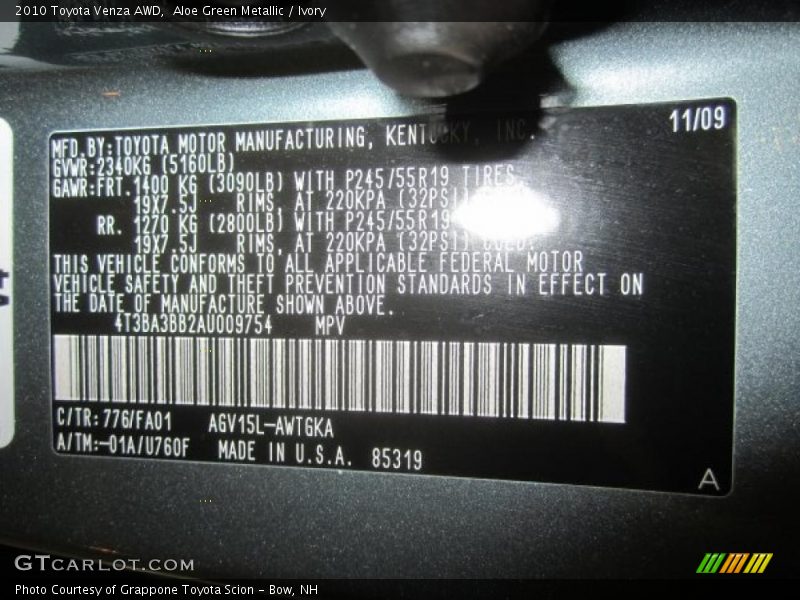 2010 Toyota Venza AWD,  Aloe Green Metallic / Ivory
11/09
MFD.BY:TOYOTA MOTOR MANUFACTURING, KENTUCKY, INC.
GVWR:2340KG (5160LB)
GAWR:FRT.1400 KG (3090LB) WITH P245/55R19 TIRES,
19X7.5J RIMS, AT 220KPA (32PSI)
RR. 1270 KG (2800LB) WITH P245/55R19
19X7.5J RIMS, AT 220KPA (32PSI) COLD.
THIS VEHICLE CONFORMS TO ALL APPLICABLE FEDERAL MOTOR
VEHICLE SAFETY AND THEFT PREVENTION STANDARDS IN EFFECT ON
THE DATE OF MANUFACTURE SHOWN ABOVE.
4T3BA3BB2AU009754 MPV
C/TR:776/FA01 AGV15L-AWTGKA
A/TM:-01A/U760F MADE IN U.S.A. 85319
A
GTCARLOT.COM
Photo Courtesy of Grappone Toyota Scion - Bow, NH